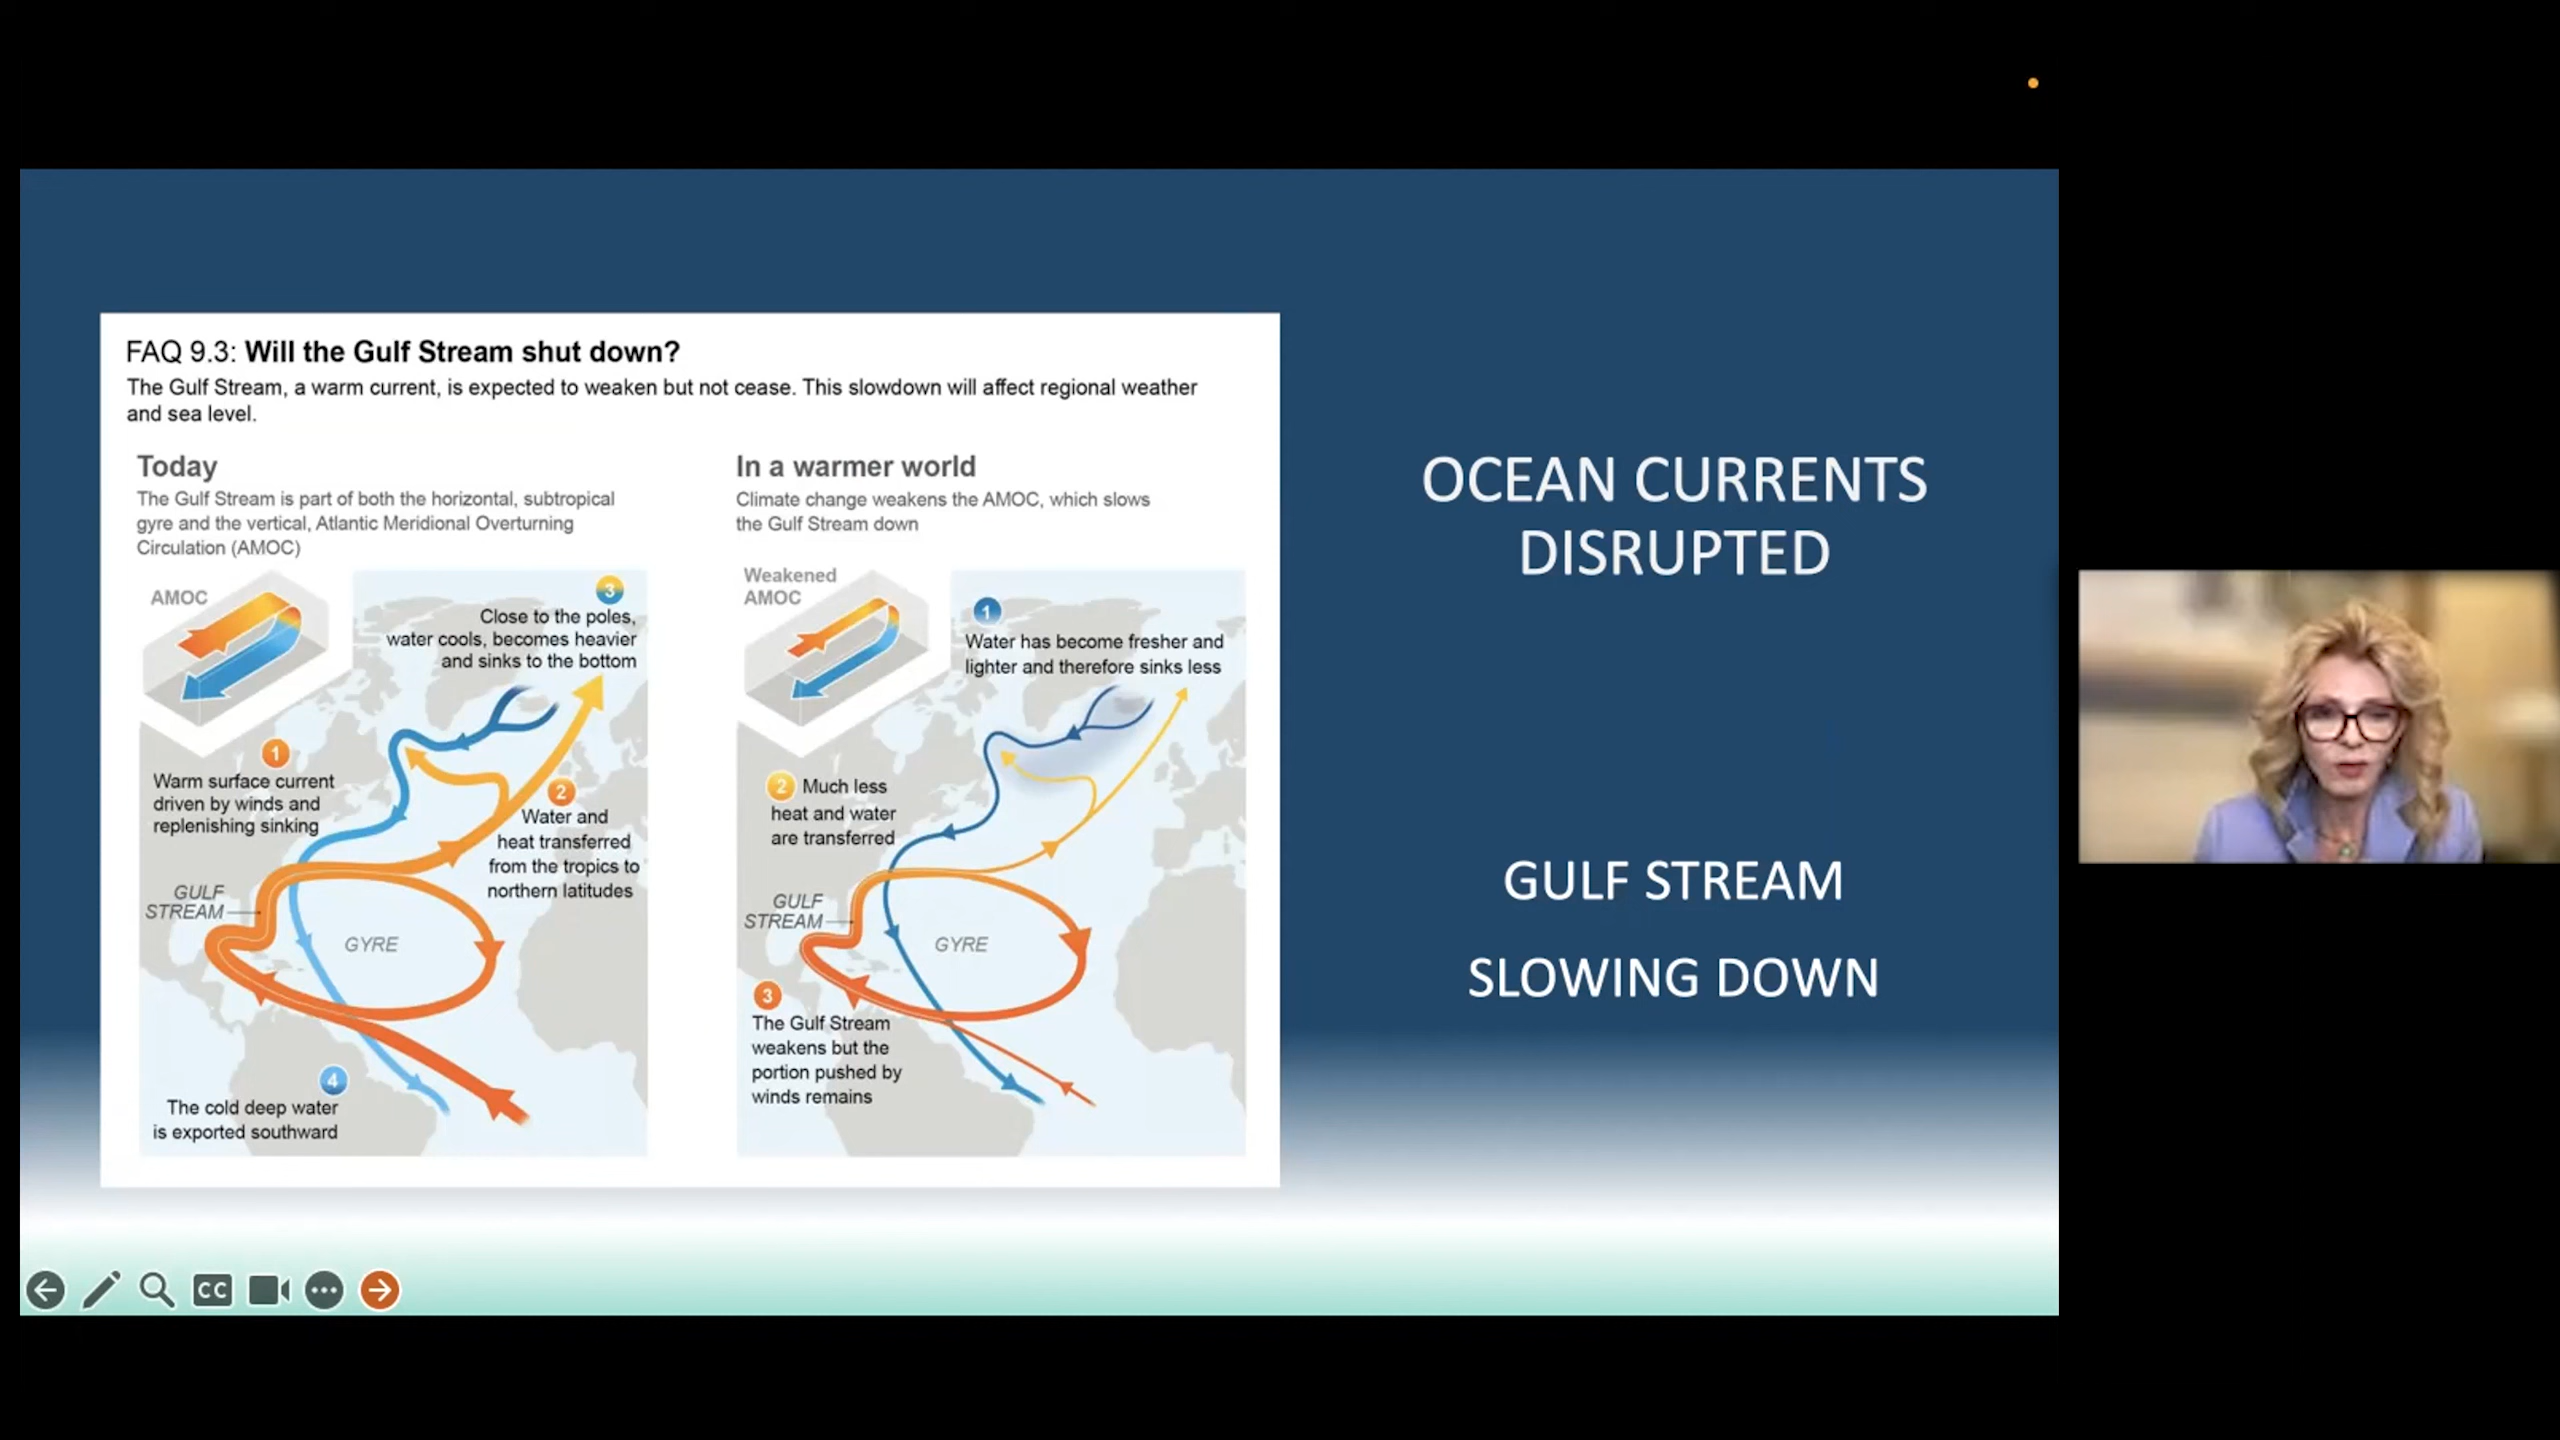 FAQ 9.3: Will the Gulf Stream shut down?
The Gulf Stream, a warm current, is expected to weaken but not cease. This slowdown will affect regional weather
and sea level.
Today
The Gulf Stream is part of both the horizontal, subtropical
gyre and the vertical, Atlantic Meridional Overturning
Circulation (AMOC)
AMOC
3
Close to the poles,
water cools, becomes heavier
and sinks to the bottom
1
Warm surface current
driven by winds and
replenishing sinking
2
Water and
heat transferred
from the tropics to
northern latitudes
GULF
STREAM
GYRE
4
The cold deep water
is exported southward
In a warmer world
Climate change weakens the AMOC, which slows
the Gulf Stream down
Weakened
AMOC
1
Water has become fresher and
lighter and therefore sinks less
2 Much less
heat and water
are transferred
GULF
STREAM
GYRE
3
The Gulf Stream
weakens but the
portion pushed by
winds remains
OCEAN CURRENTS
DISRUPTED
GULF STREAM
SLOWING DOWN
CC